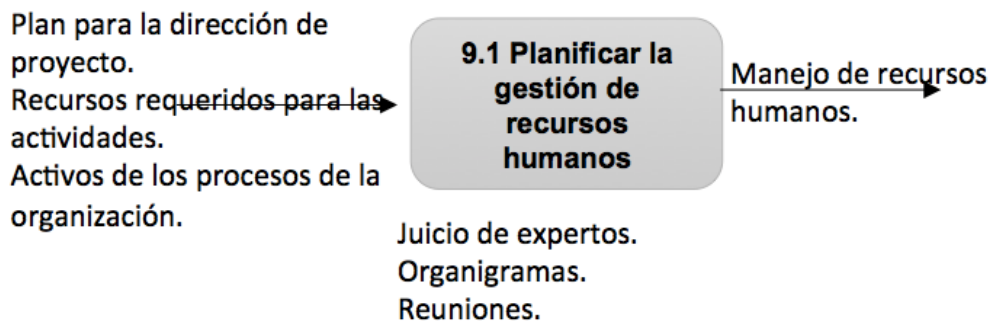 Plan para la dirección de
proyecto.
Recursos requeridos para las
actividades.
Activos de los procesos de la
organización.
9.1 Planificar la
gestión de
recursos
humanos
Manejo de recursos
humanos.
Juicio de expertos.
Organigramas.
Reuniones.